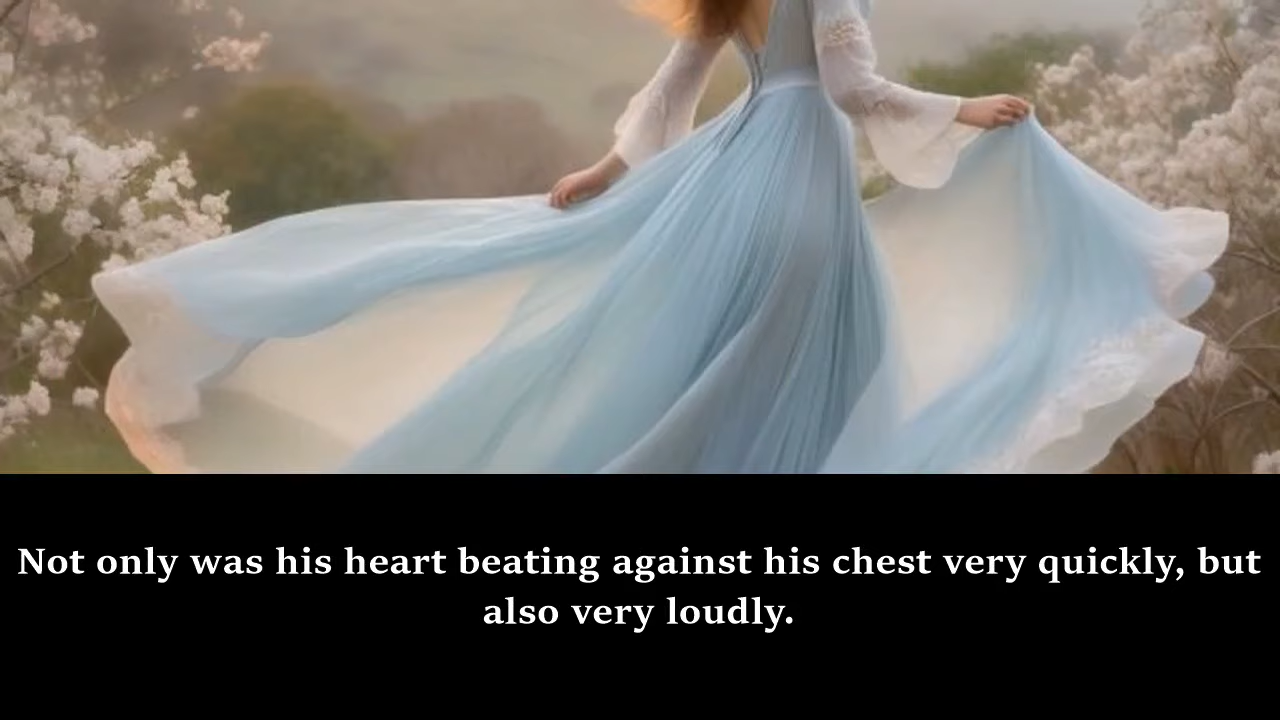 Not only was his heart beating against his chest very quickly, but
also very loudly.